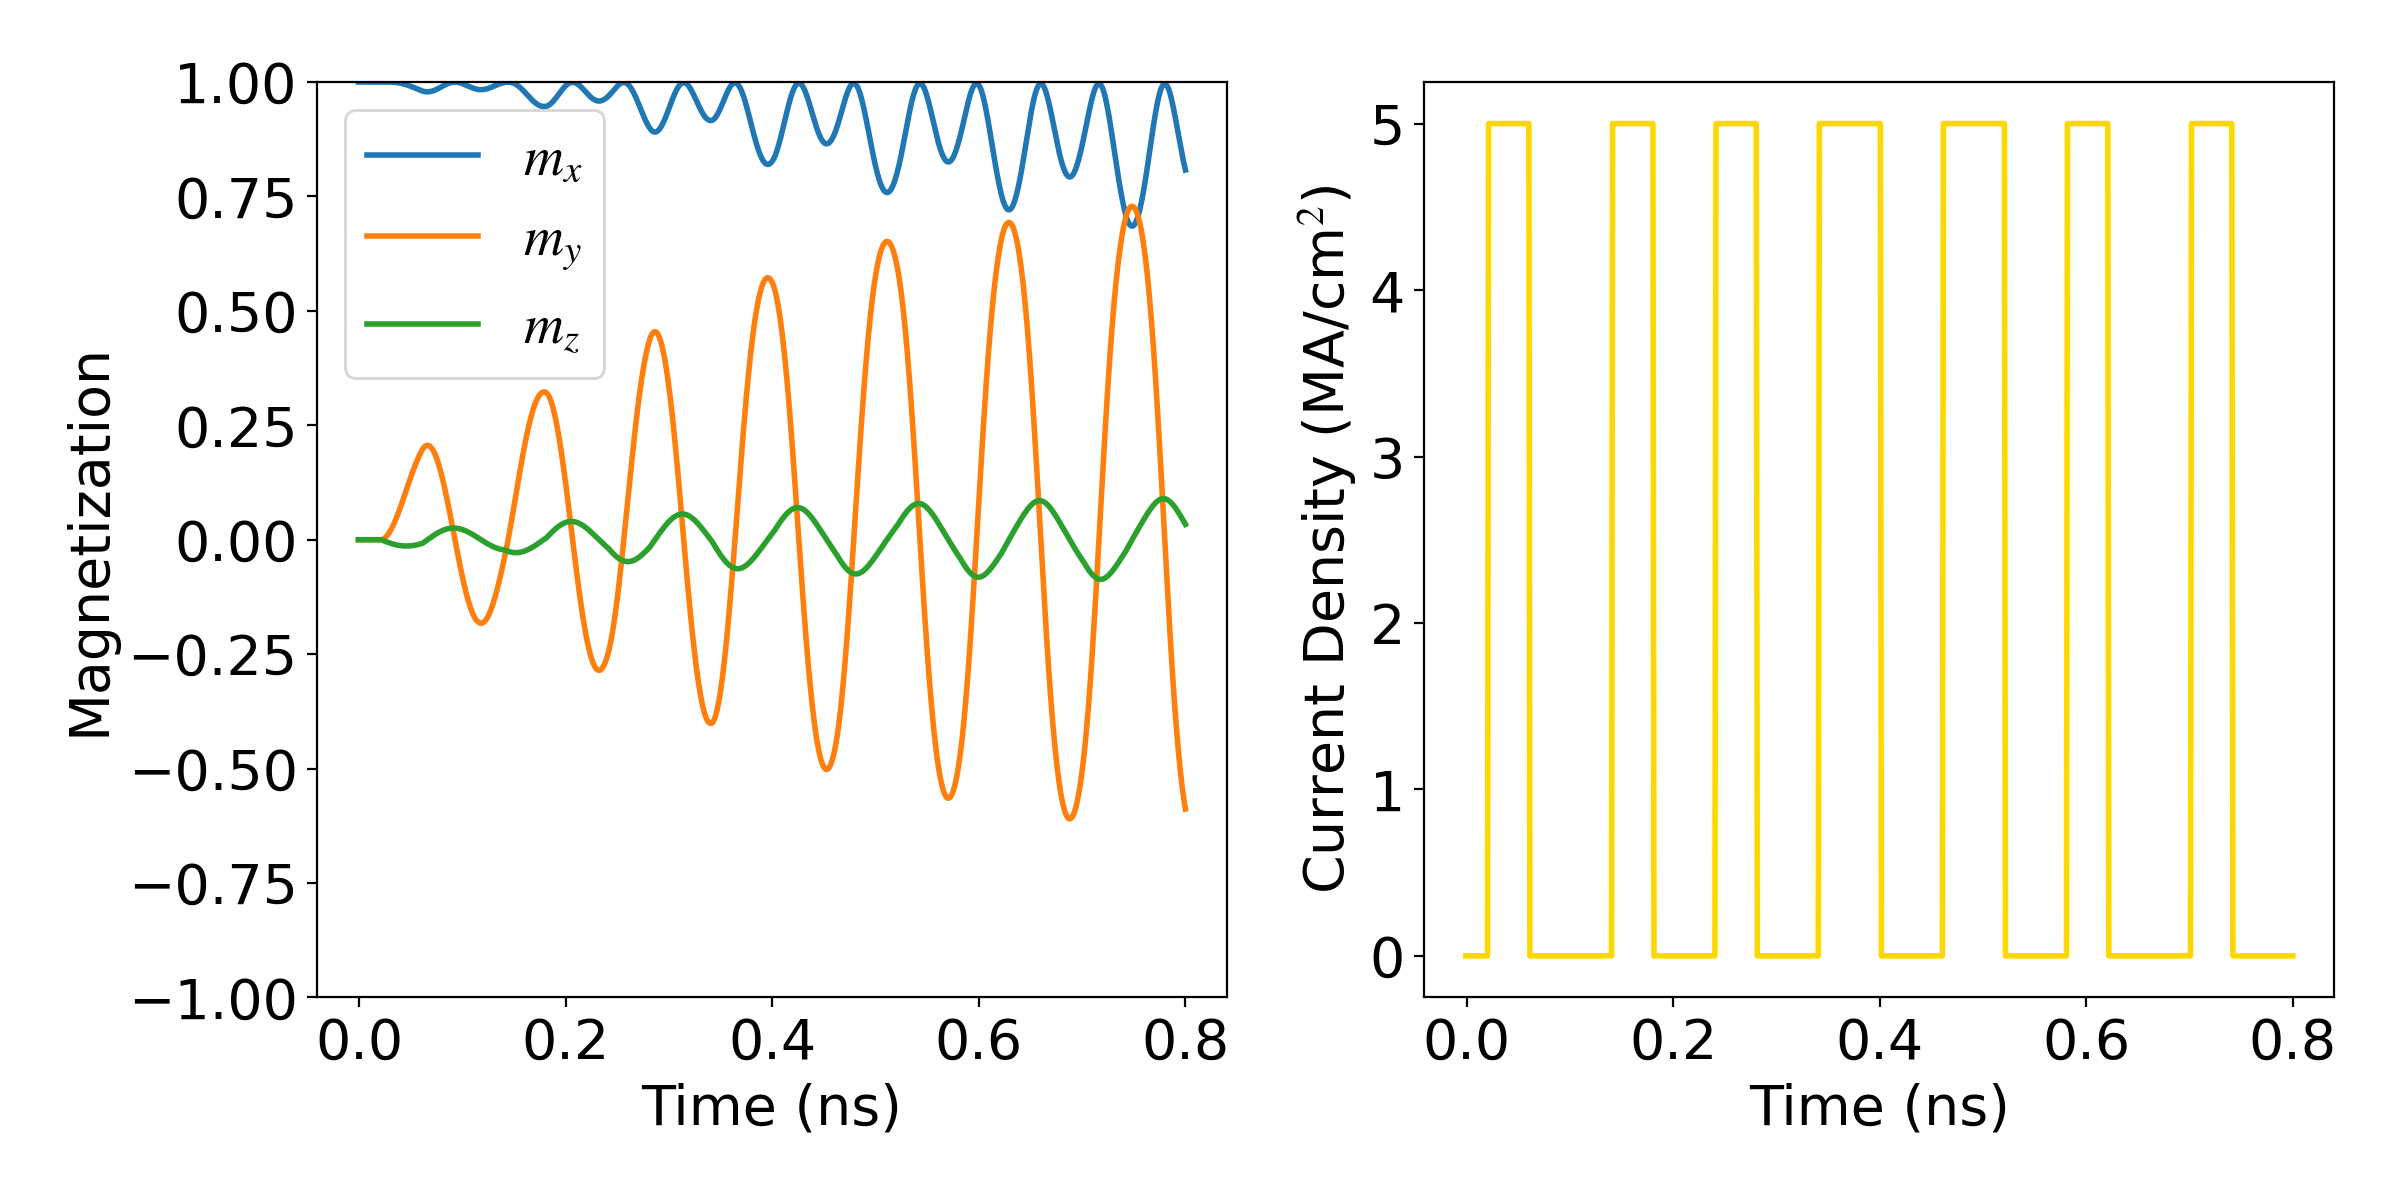 1.00
0.75
0.50
0.25
0.00
−0.25
−0.50
−0.75
−1.00
Magnetization
m_x
m_y
m_z
0.0 0.2 0.4 0.6 0.8
Time (ns)
5
4
3
2
1
0
Current Density (MA/cm²)
0.0 0.2 0.4 0.6 0.8
Time (ns)